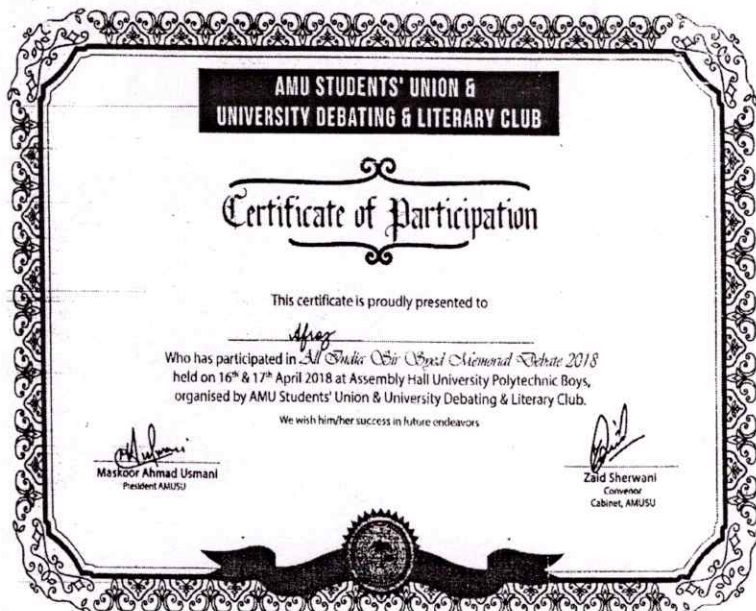 AMU STUDENTS' UNION &
UNIVERSITY DEBATING & LITERARY CLUB
Certificate of Participation
This certificate is proudly presented to
Afraz
Who has participated in All India Sir Syed Memorial Debate 2018
held on 16th & 17th April 2018 at Assembly Hall University Polytechnic Boys,
organised by AMU Students' Union & University Debating & Literary Club.
We wish him/her success in future endeavors
Maskoor Ahmad Usmani
President AMUSU
Zaid Sherwani
Convenor
Cabinet, AMUSU